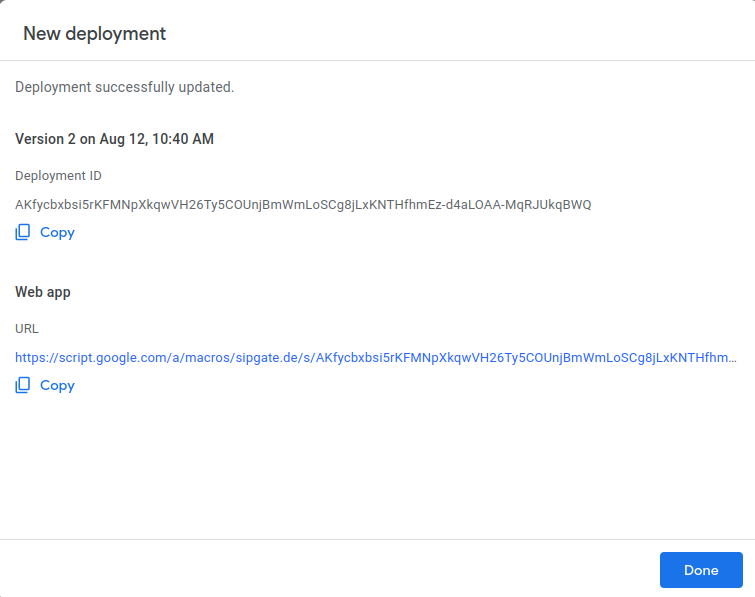 New deployment
Deployment successfully updated.
Version 2 on Aug 12, 10:40 AM
Deployment ID
AKfycbxbsi5rKFMNpXkqwVH26Ty5COUnjBmWmLoSCg8jLxKNTHfhmEz-d4aLOAA-MqRJUkqBWQ
Copy
Web app
URL
https://script.google.com/a/macros/sipgate.de/s/AKfycbxbsi5rKFMNpXkqwVH26Ty5COUnjBmWmLoSCg8jLxKNTHfhm...
Copy
Done